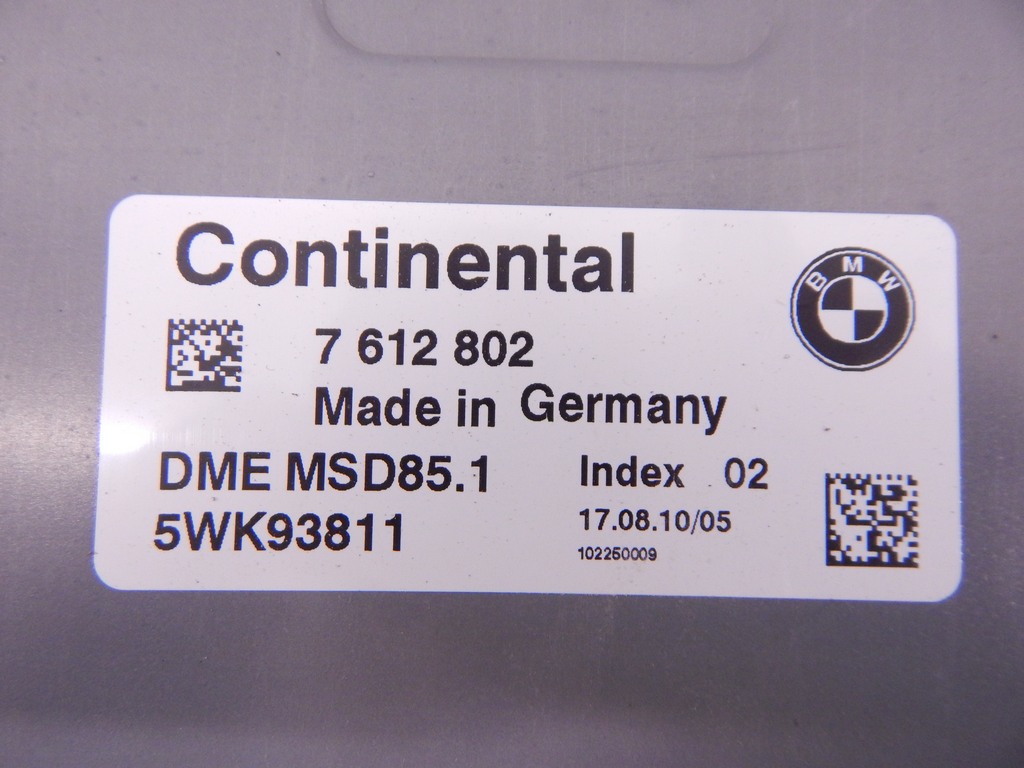 Continental
BMW
7 612 802
Made in Germany
DME MSD85.1
Index 02
5WK93811
17.08.10/05
102250009